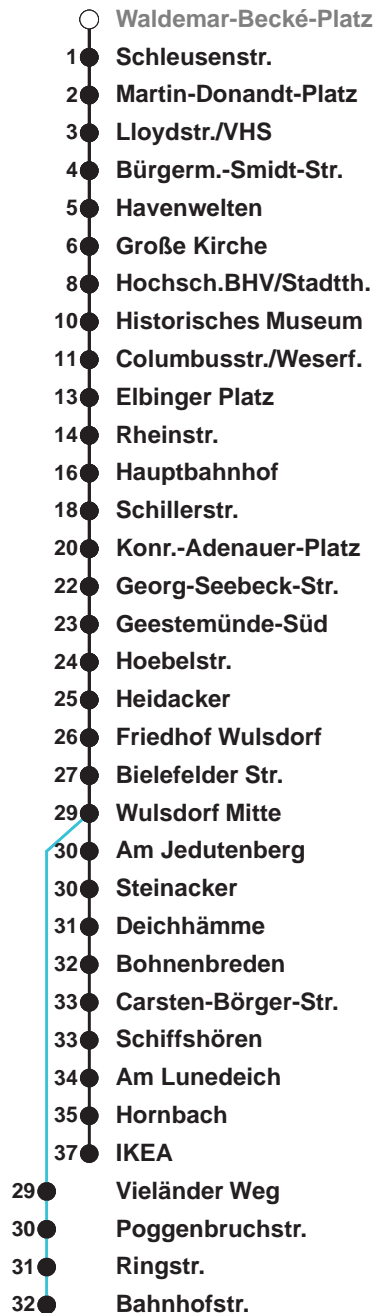 Waldemar-Becké-Platz
1 Schleusenstr.
2 Martin-Donandt-Platz
3 Lloydstr./VHS
4 Bürgerm.-Smidt-Str.
5 Havenwelten
6 Große Kirche
8 Hochsch.BHV/Stadtth.
10 Historisches Museum
11 Columbusstr./Weserf.
13 Elbinger Platz
14 Rheinstr.
16 Hauptbahnhof
18 Schillerstr.
20 Konr.-Adenauer-Platz
22 Georg-Seebeck-Str.
23 Geestemünde-Süd
24 Hoebelstr.
25 Heidacker
26 Friedhof Wulsdorf
27 Bielefelder Str.
29 Wulsdorf Mitte
30 Am Jedutenberg
30 Steinacker
31 Deichhämme
32 Bohnenbreden
33 Carsten-Börger-Str.
33 Schiffshören
34 Am Lunedeich
35 Hornbach
37 IKEA
29 Vieländer Weg
30 Poggenbruchstr.
31 Ringstr.
32 Bahnhofstr.